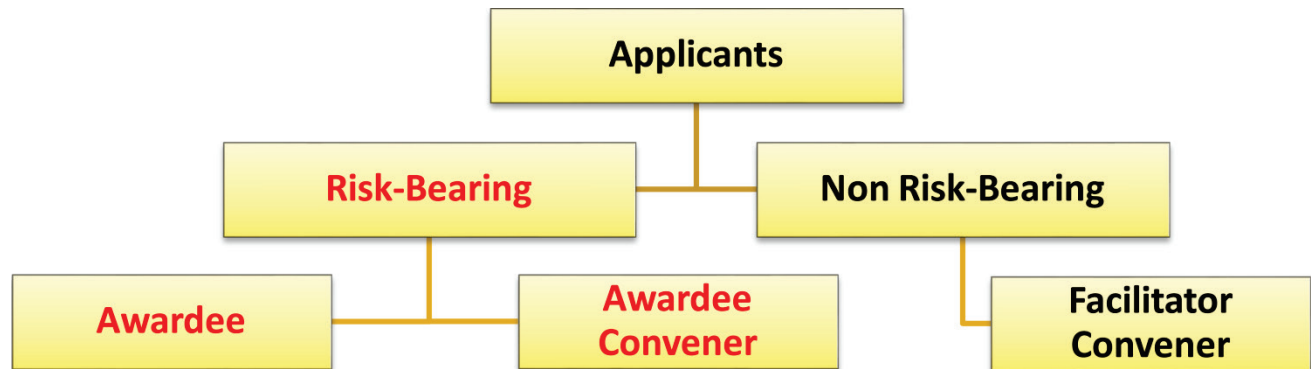 Applicants
Risk-Bearing
Non Risk-Bearing
Awardee
Awardee
Convener
Facilitator
Convener